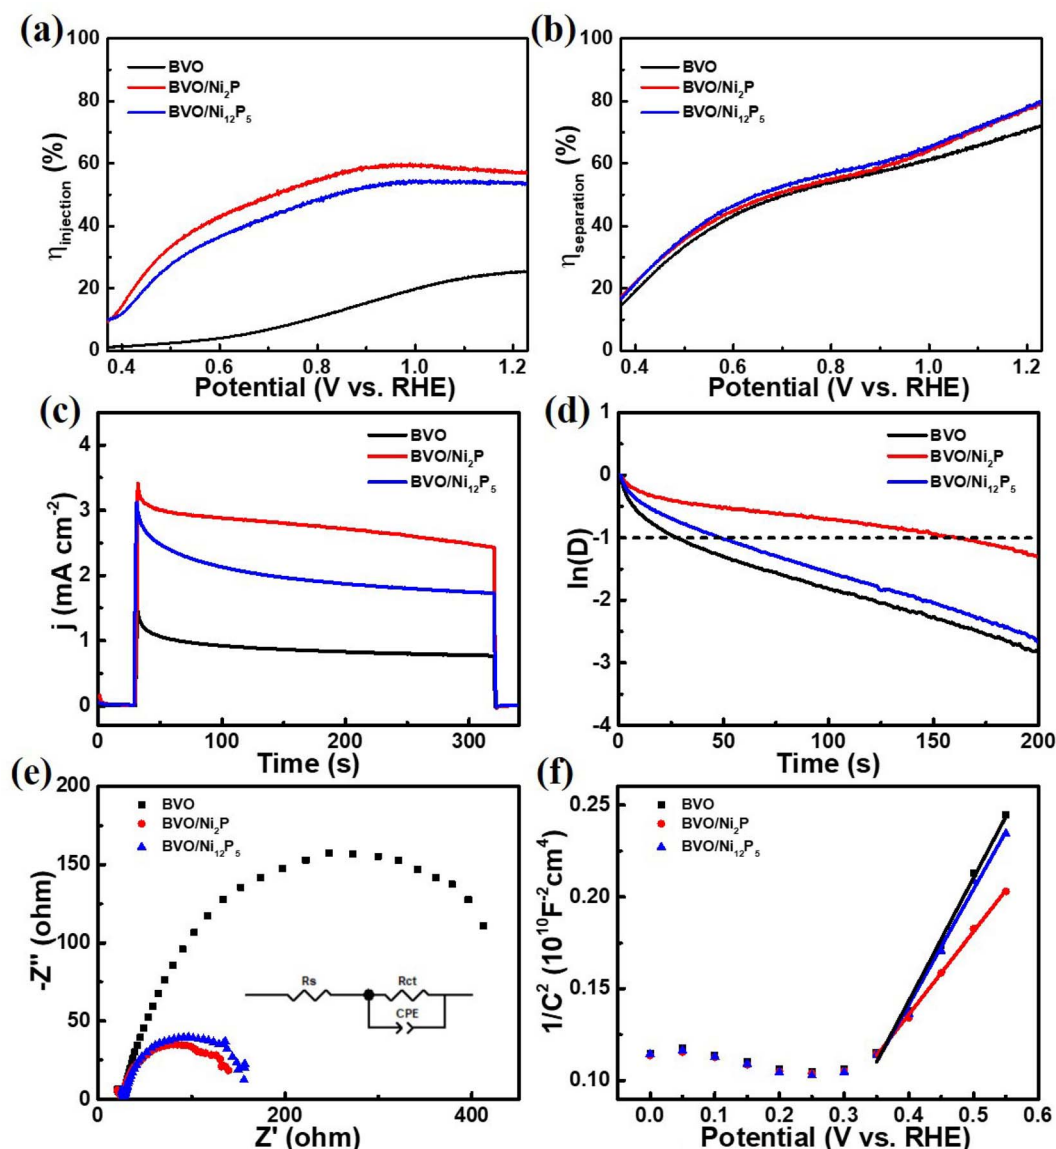 (a)
100
80
60
40
20
0
η_injection (%)
BVO
BVO/Ni₂P
BVO/Ni₁₂P₅
0.4 0.6 0.8 1.0 1.2
Potential (V vs. RHE)
(b)
100
80
60
40
20
0
η_separation (%)
BVO
BVO/Ni₂P
BVO/Ni₁₂P₅
0.4 0.6 0.8 1.0 1.2
Potential (V vs. RHE)
(c)
4
3
2
1
0
j (mA cm⁻²)
BVO
BVO/Ni₂P
BVO/Ni₁₂P₅
0 100 200 300
Time (s)
(d)
1
0
-1
-2
-3
-4
ln(D)
BVO
BVO/Ni₂P
BVO/Ni₁₂P₅
0 50 100 150 200
Time (s)
(e)
200
150
100
50
0
-Z'' (ohm)
BVO
BVO/Ni₂P
BVO/Ni₁₂P₅
Rs Rct
CPE
0 200 400
Z' (ohm)
(f)
0.25
0.20
0.15
0.10
1/C² (10¹⁰F⁻²cm⁴)
BVO
BVO/Ni₂P
BVO/Ni₁₂P₅
0.0 0.1 0.2 0.3 0.4 0.5 0.6
Potential (V vs. RHE)